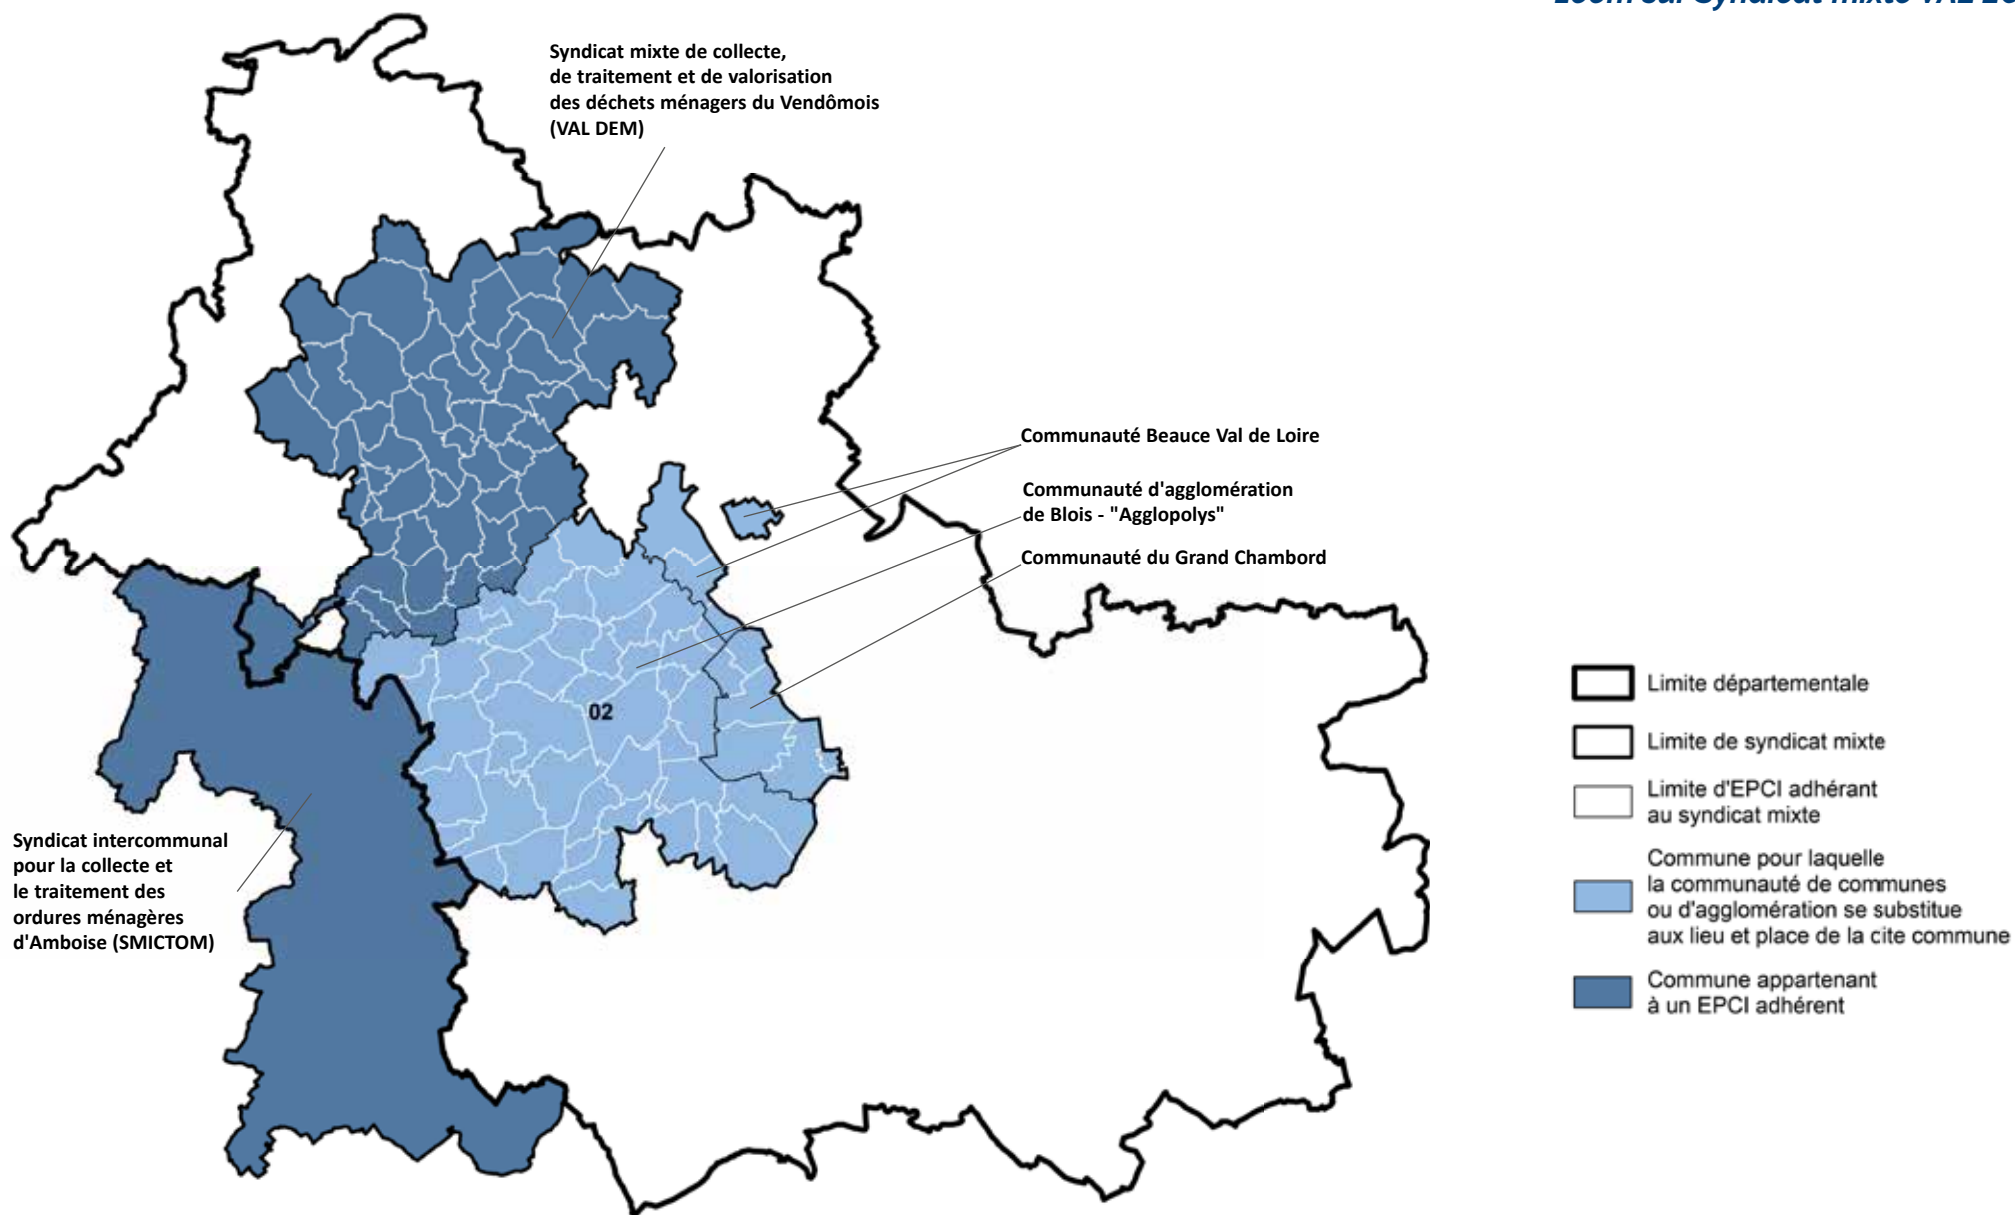 Syndicat mixte de collecte,
de traitement et de valorisation
des déchets ménagers du Vendômois
(VAL DEM)
Communauté Beauce Val de Loire
Communauté d'agglomération
de Blois - "Agglopolys"
Communauté du Grand Chambord
02
Syndicat intercommunal
pour la collecte et
le traitement des
ordures ménagères
d'Amboise (SMICTOM)
Limite départementale
Limite de syndicat mixte
Limite d'EPCI adhérant
au syndicat mixte
Commune pour laquelle
la communauté de communes
ou d'agglomération se substitue
aux lieu et place de la cite commune
Commune appartenant
à un EPCI adhérent